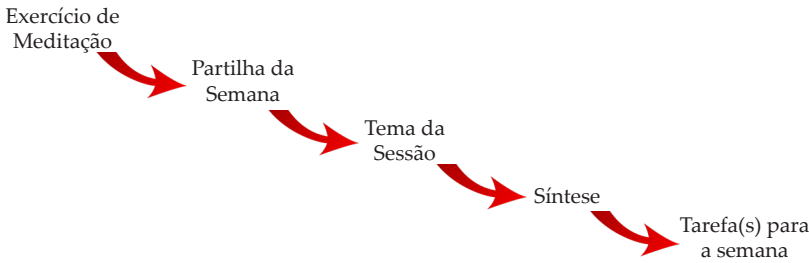 Exercício de
Meditação
Partilha da
Semana
Tema da
Sessão
Síntese
Tarefa(s) para
a semana